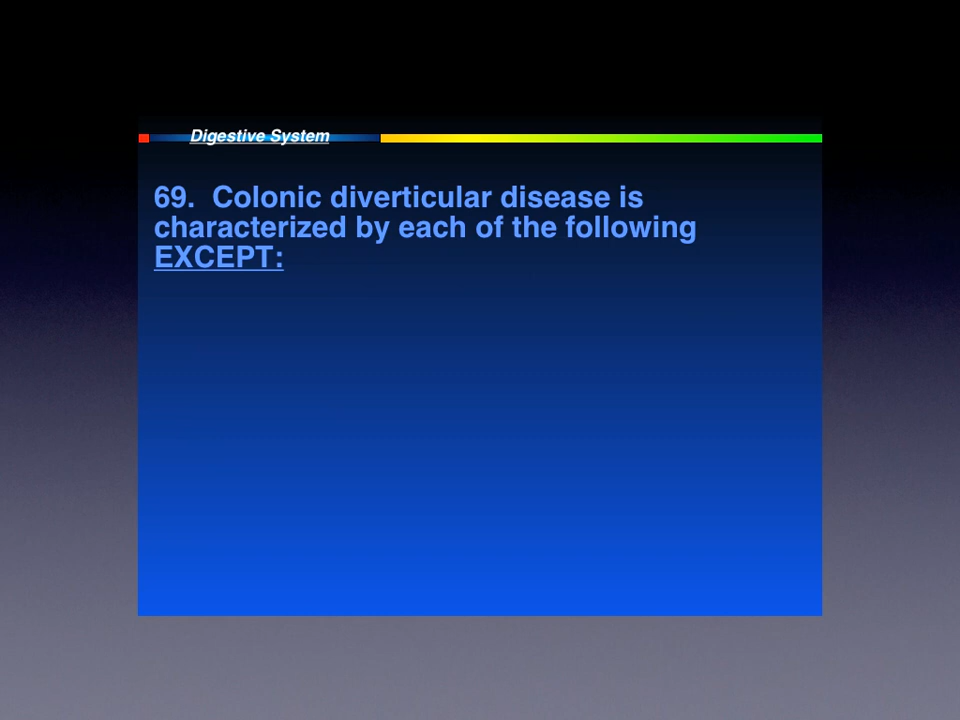 Digestive System
69. Colonic diverticular disease is
characterized by each of the following
EXCEPT: